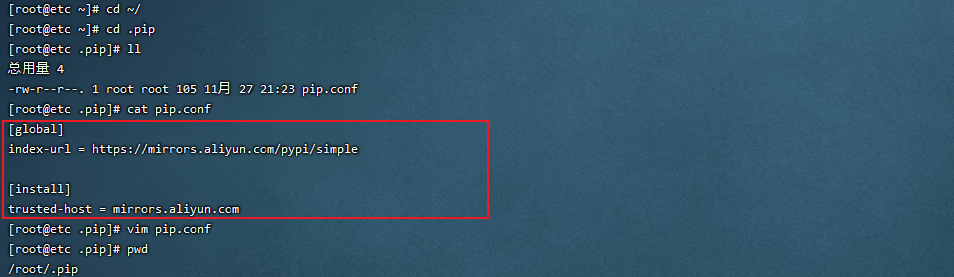 [root@etc ~]# cd ~/
[root@etc ~]# cd .pip
[root@etc .pip]# ll
总用量 4
-rw-r--r--. 1 root root 105 11月 27 21:23 pip.conf
[root@etc .pip]# cat pip.conf
[global]
index-url = https://mirrors.aliyun.com/pypi/simple
[install]
trusted-host = mirrors.aliyun.com
[root@etc .pip]# vim pip.conf
[root@etc .pip]# pwd
/root/.pip